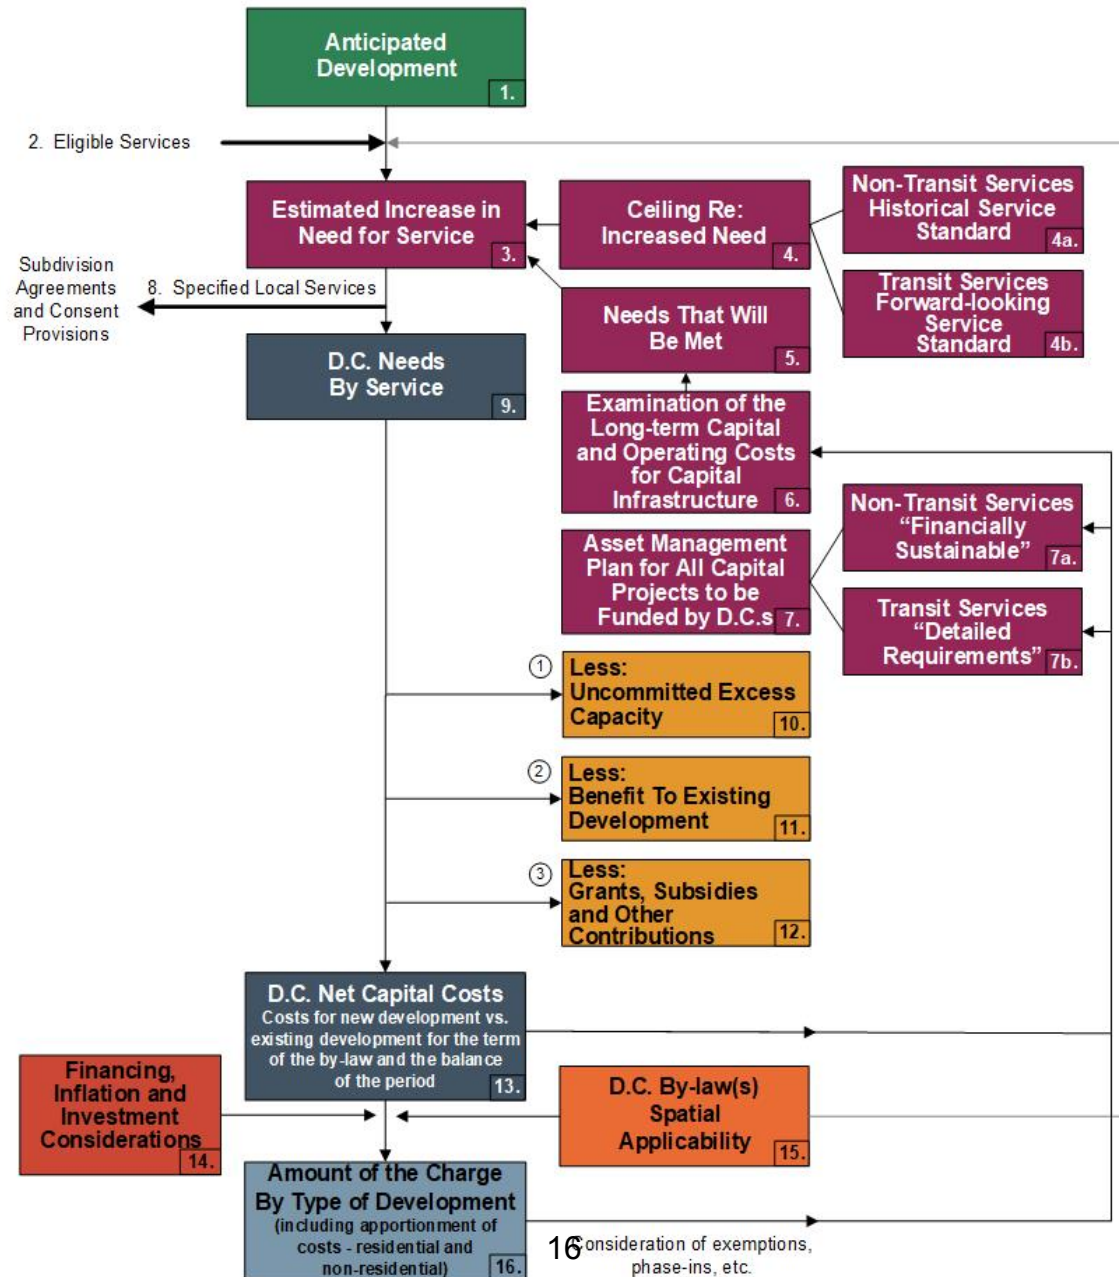 Anticipated
Development
1.
2. Eligible Services
Estimated Increase in
Need for Service
3.
Ceiling Re:
Increased Need
4.
Non-Transit Services
Historical Service
Standard
4a.
Transit Services
Forward-looking
Service
Standard
4b.
Subdivision
Agreements
and Consent
Provisions
8. Specified Local Services
Needs That Will
Be Met
5.
D.C. Needs
By Service
9.
Examination of the
Long-term Capital
and Operating Costs
for Capital
Infrastructure
6.
Non-Transit Services
“Financially
Sustainable”
7a.
Asset Management
Plan for All Capital
Projects to be
Funded by D.C.s
7.
Transit Services
“Detailed
Requirements”
7b.
1
Less:
Uncommitted Excess
Capacity
10.
2
Less:
Benefit To Existing
Development
11.
3
Less:
Grants, Subsidies
and Other
Contributions
12.
D.C. Net Capital Costs
Costs for new development vs.
existing development for the term
of the by-law and the balance
of the period
13.
Financing,
Inflation and
Investment
Considerations
14.
D.C. By-law(s)
Spatial
Applicability
15.
Amount of the Charge
By Type of Development
(including apportionment of
costs - residential and
non-residential)
16.
16
Consideration of exemptions,
phase-ins, etc.